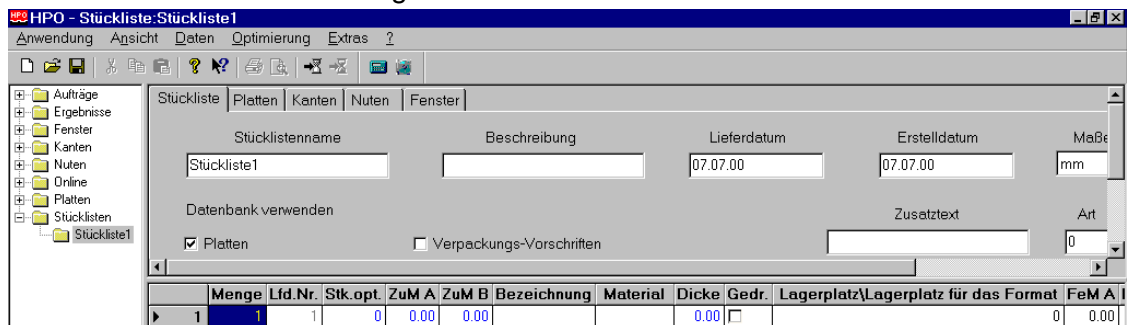 HPO - Stückliste:Stückliste1
Anwendung Ansicht Daten Optimierung Extras ?
Aufträge
Ergebnisse
Fenster
Kanten
Nuten
Online
Platten
Stücklisten
Stückliste1
Stückliste Platten Kanten Nuten Fenster
Stücklistenname Beschreibung Lieferdatum Erstelldatum Maße
Stückliste1 07.07.00 07.07.00 mm
Datenbank verwenden Zusatztext Art
Platten Verpackungs-Vorschriften 0
Menge Lfd.Nr. Stk.opt. ZuM A ZuM B Bezeichnung Material Dicke Gedr. Lagerplatz\Lagerplatz für das Format FeM A
1 1 1 0 0.00 0.00 0.00 0 0.00